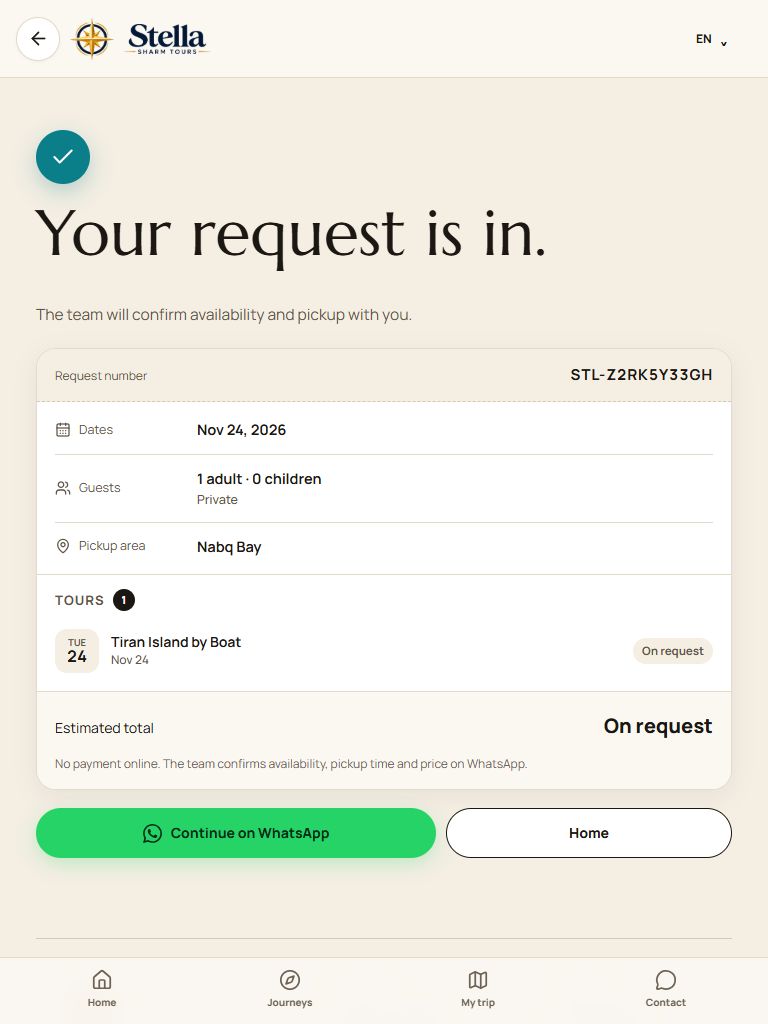 Stella
SHARM TOURS
EN
Your request is in.
The team will confirm availability and pickup with you.
Request number STL-Z2RK5Y33GH
Dates Nov 24, 2026
Guests 1 adult · 0 children
Private
Pickup area Nabq Bay
TOURS 1
TUE
24
Tiran Island by Boat
Nov 24
On request
Estimated total On request
No payment online. The team confirms availability, pickup time and price on WhatsApp.
Continue on WhatsApp Home
Home Journeys My trip Contact